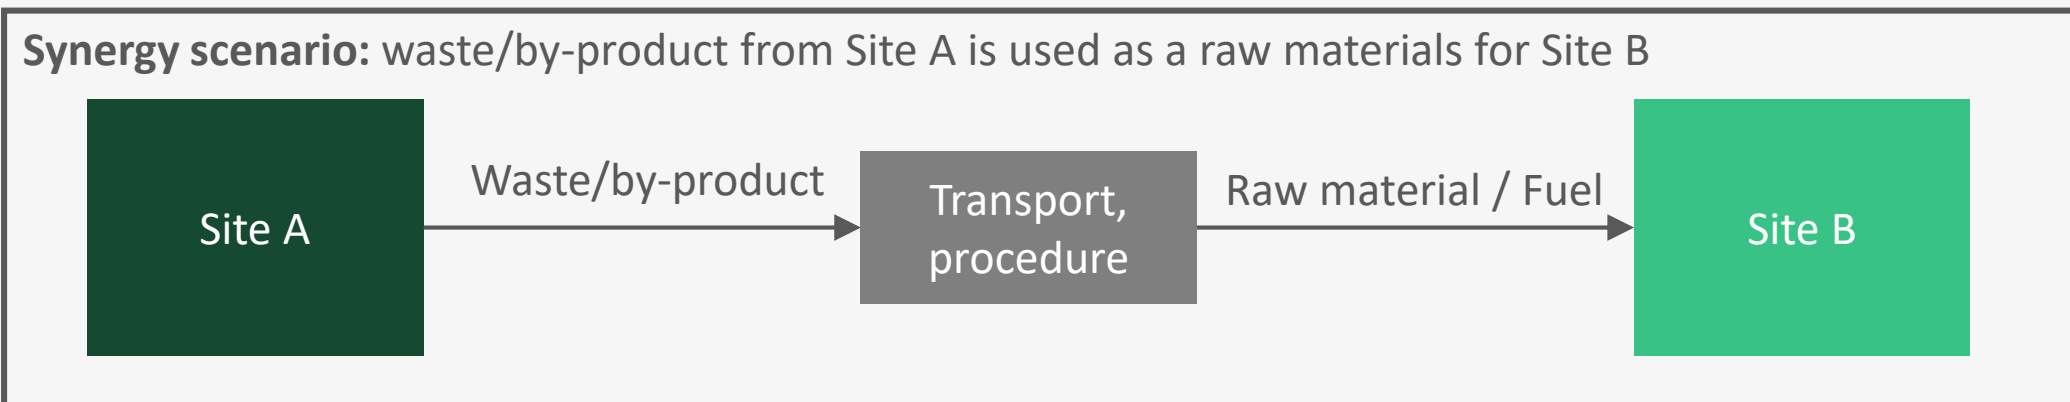 Synergy scenario: waste/by-product from Site A is used as a raw materials for Site B
Site A
Waste/by-product
Transport,
procedure
Raw material / Fuel
Site B